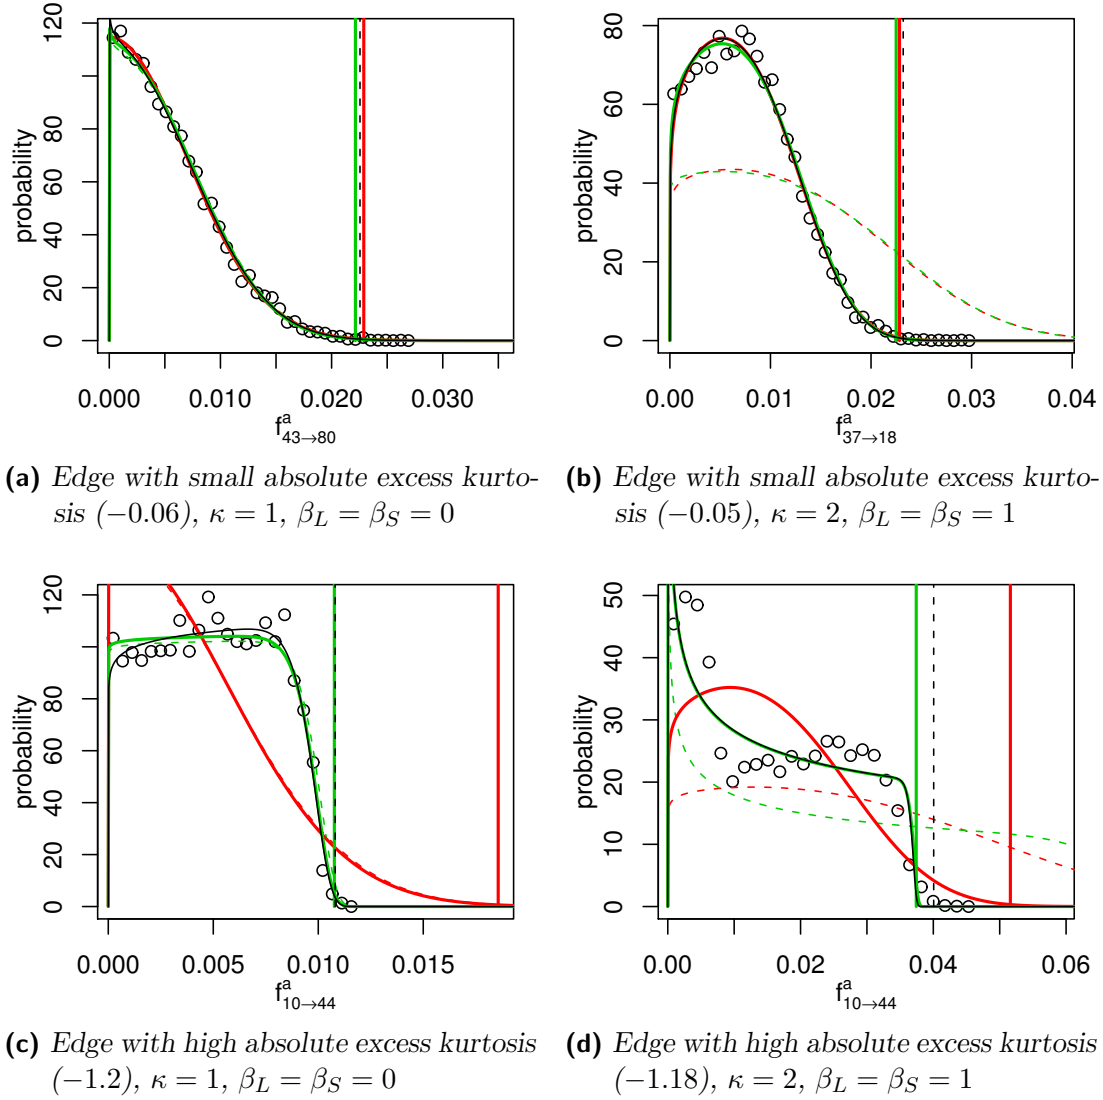 probability
0 20 40 60 80 120
0.000 0.010 0.020 0.030
f^a_{43→80}
probability
0 20 40 60 80
0.00 0.01 0.02 0.03 0.04
f^a_{37→18}
(a) Edge with small absolute excess kurto-
sis (−0.06), κ = 1, β_L = β_S = 0
(b) Edge with small absolute excess kurto-
sis (−0.05), κ = 2, β_L = β_S = 1
probability
0 20 40 60 80 120
0.000 0.005 0.010 0.015
f^a_{10→44}
probability
0 10 20 30 40 50
0.00 0.02 0.04 0.06
f^a_{10→44}
(c) Edge with high absolute excess kurtosis
(−1.2), κ = 1, β_L = β_S = 0
(d) Edge with high absolute excess kurtosis
(−1.18), κ = 2, β_L = β_S = 1